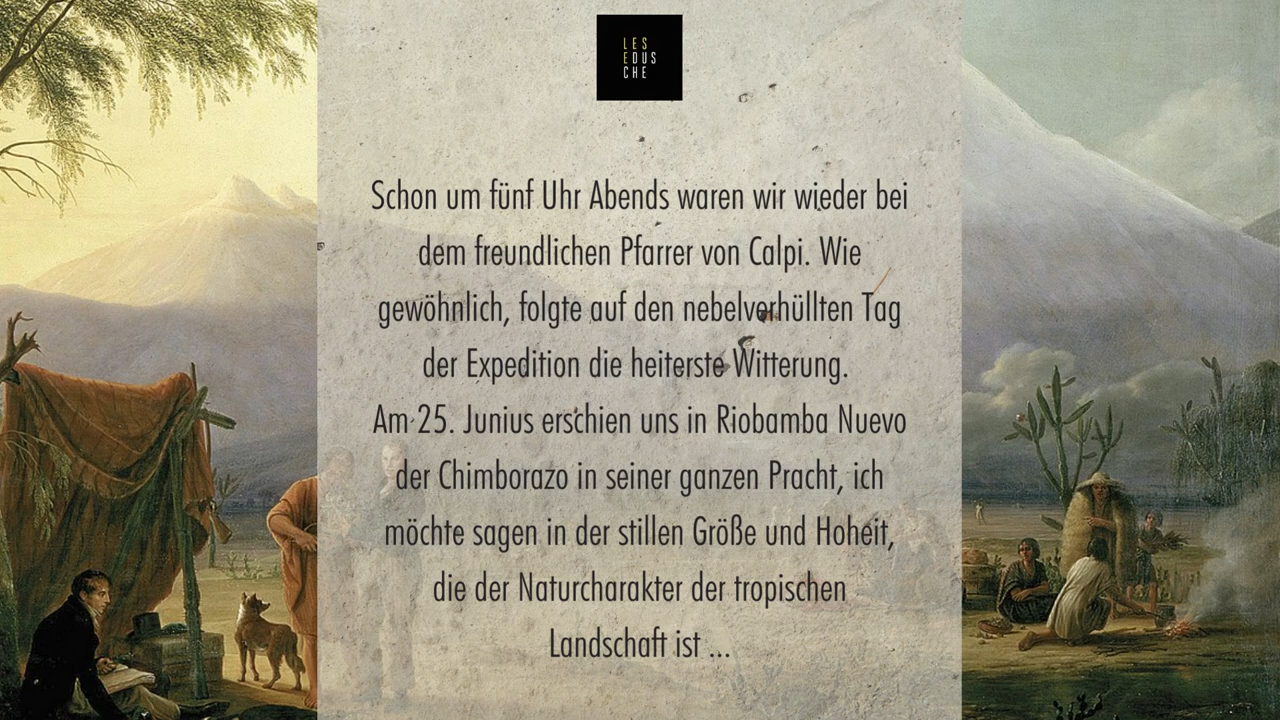 LES
EDUS
CHE
Schon um fünf Uhr Abends waren wir wieder bei
dem freundlichen Pfarrer von Calpi. Wie
gewöhnlich, folgte auf den nebelverhüllten Tag
der Expedition die heiterste Witterung.
Am 25. Junius erschien uns in Riobamba Nuevo
der Chimborazo in seiner ganzen Pracht, ich
möchte sagen in der stillen Größe und Hoheit,
die der Naturcharakter der tropischen
Landschaft ist ...